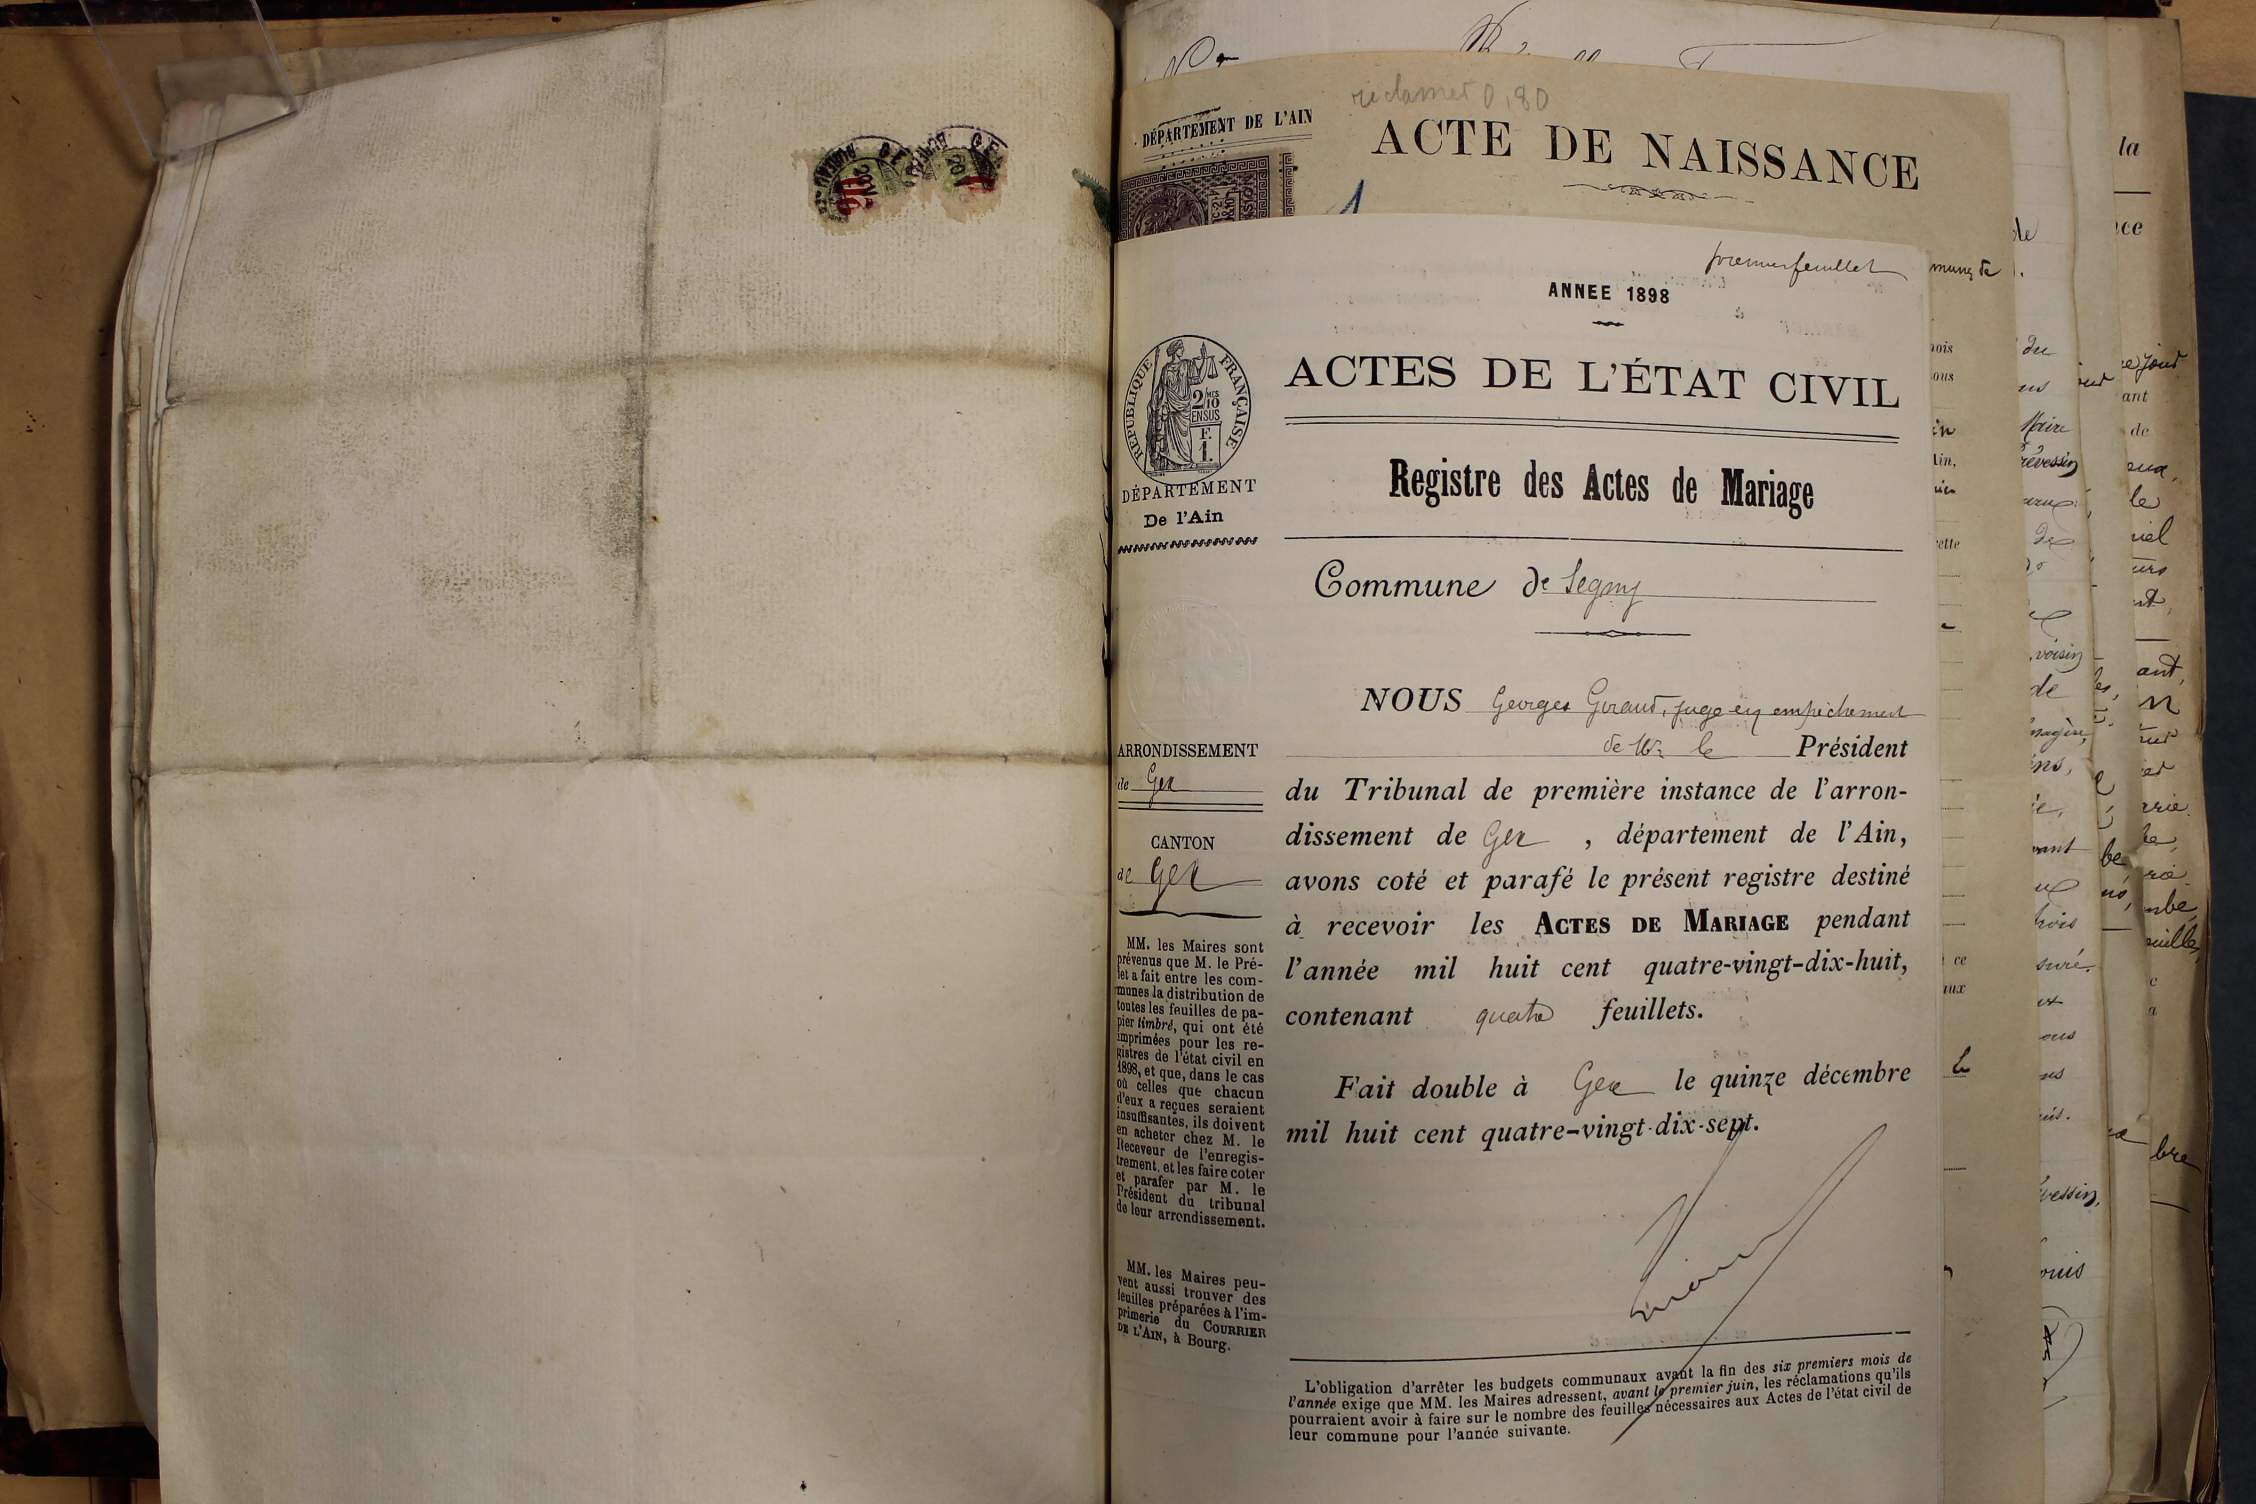 réclamer 0,80
DÉPARTEMENT DE L'AIN
ACTE DE NAISSANCE
premier feuillet
ANNEE 1898
RÉPUBLIQUE FRANÇAISE
2/10 MES
EN SUS
F.
1.
ACTES DE L'ÉTAT CIVIL
Registre des Actes de Mariage
DÉPARTEMENT
De l'Ain
Commune de Segny
NOUS Georges Giraud, juge en empêchement
de Mr le Président
du Tribunal de première instance de l'arron-
dissement de Gex , département de l'Ain,
avons coté et parafé le présent registre destiné
à recevoir les ACTES DE MARIAGE pendant
l'année mil huit cent quatre-vingt-dix-huit,
contenant quatre feuillets.
Fait double à Gex le quinze décembre
mil huit cent quatre-vingt-dix-sept.
ARRONDISSEMENT
de Gex
CANTON
de Gex
MM. les Maires sont
prévenus que M. le Pré-
fet a fait entre les com-
munes la distribution de
toutes les feuilles de pa-
pier timbré, qui ont été
imprimées pour les re-
gistres de l'état civil en
1898, et que, dans le cas
où celles que chacun
d'eux a reçues seraient
insuffisantes, ils doivent
en acheter chez M. le
Receveur de l'enregis-
trement, et les faire coter
et parafer par M. le
Président du tribunal
de leur arrondissement.
MM. les Maires peu-
vent aussi trouver des
feuilles préparées à l'im-
primerie du COURRIER
DE L'AIN, à Bourg.
L'obligation d'arrêter les budgets communaux avant la fin des six premiers mois de
l'année exige que MM. les Maires adressent, avant le premier juin, les réclamations qu'ils
pourraient avoir à faire sur le nombre des feuilles nécessaires aux Actes de l'état civil de
leur commune pour l'année suivante.